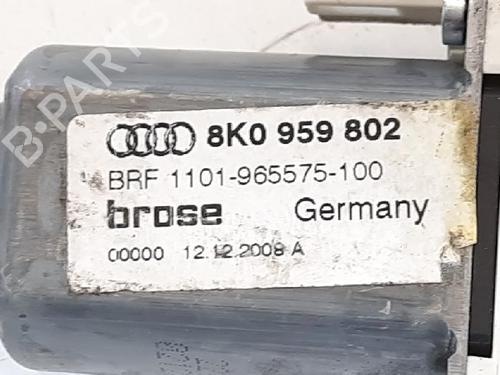 B-PARTS
8K0 959 802
BRF 1101-965575-100
brose Germany
00000 12.12.2008 A